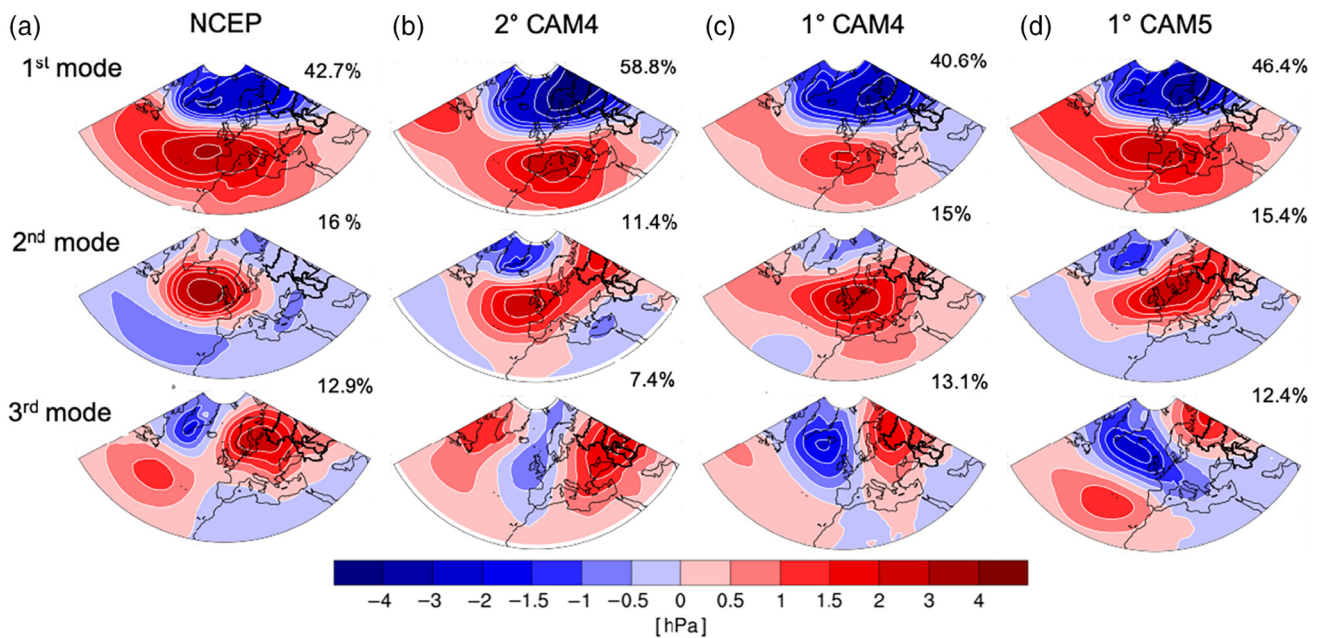 (a) NCEP (b) 2° CAM4 (c) 1° CAM4 (d) 1° CAM5
1st mode 42.7% 58.8% 40.6% 46.4%
2nd mode 16 % 11.4% 15% 15.4%
3rd mode 12.9% 7.4% 13.1% 12.4%
−4 −3 −2 −1.5 −1 −0.5 0 0.5 1 1.5 2 3 4
[hPa]